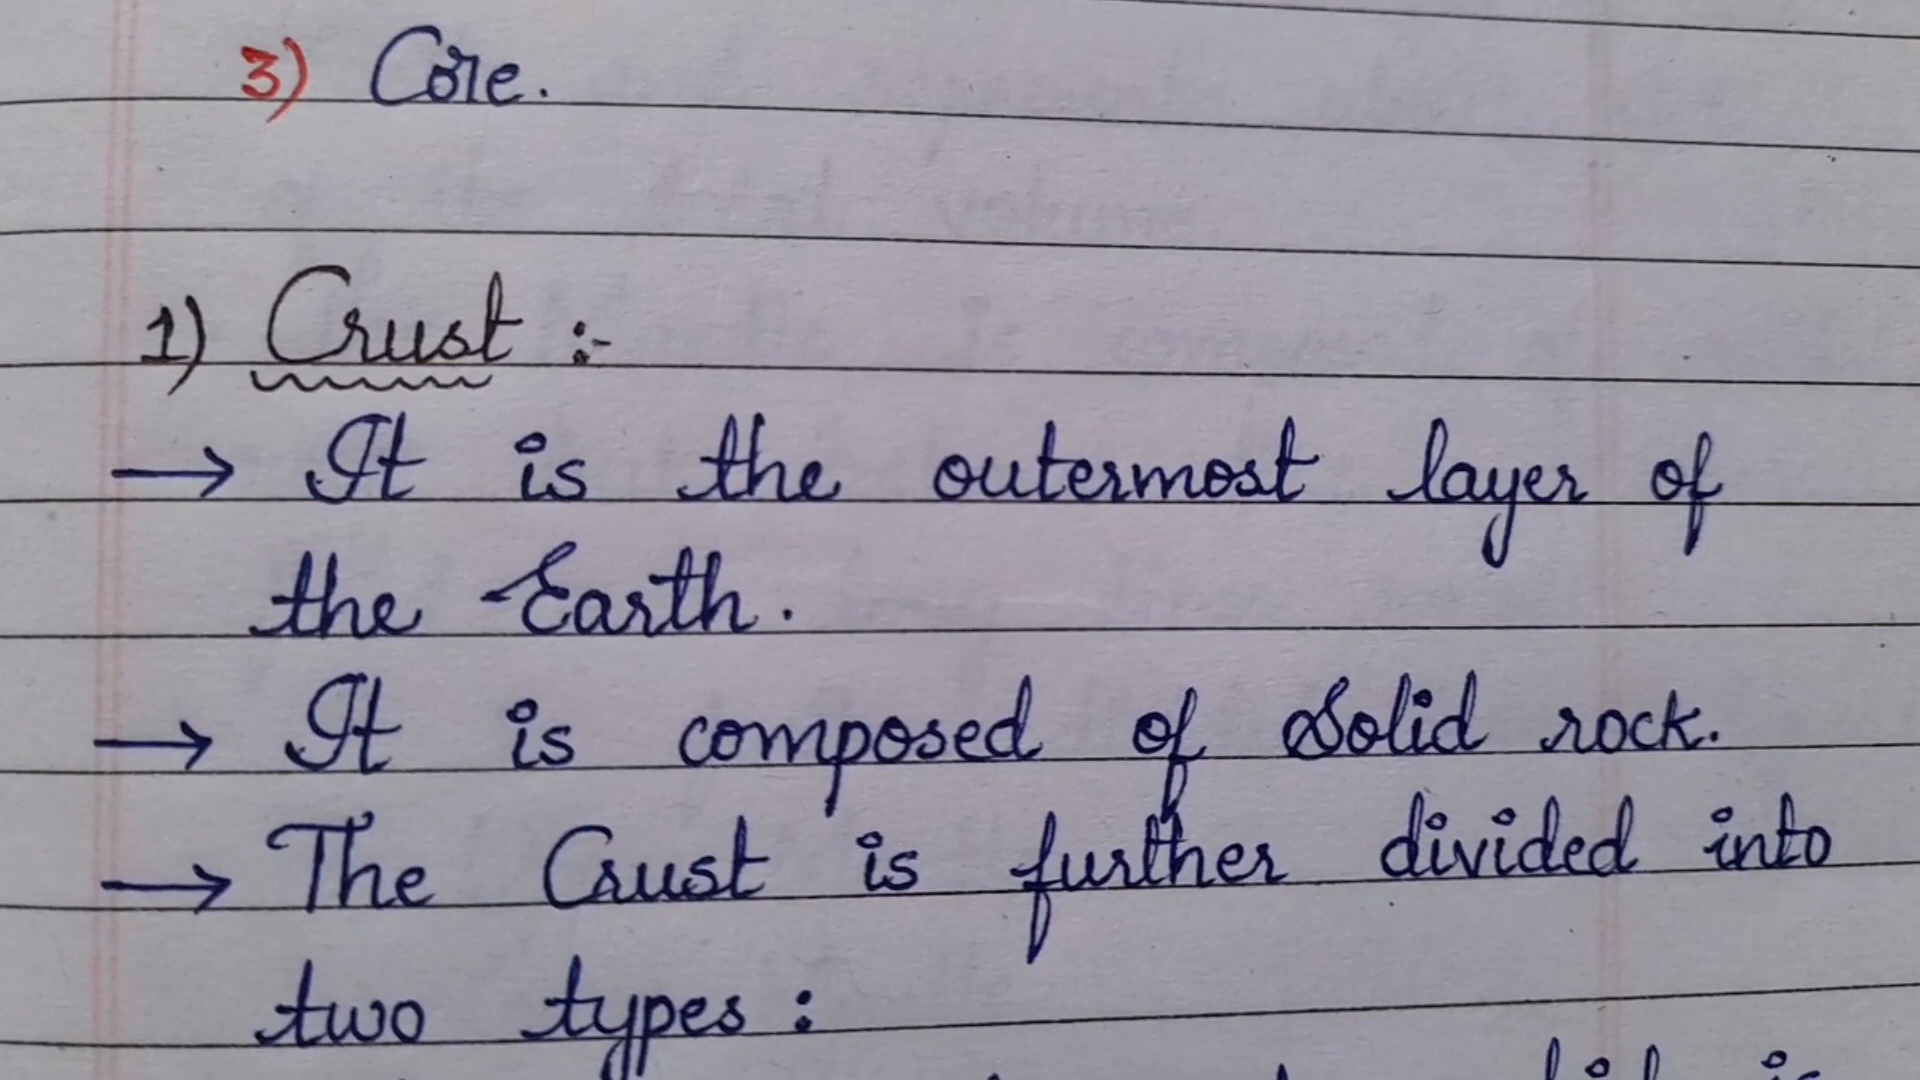 3) Core.
1) Crust :-
→ It is the outermost layer of
the Earth.
→ It is composed of Solid rock.
→ The Crust is further divided into
two types :